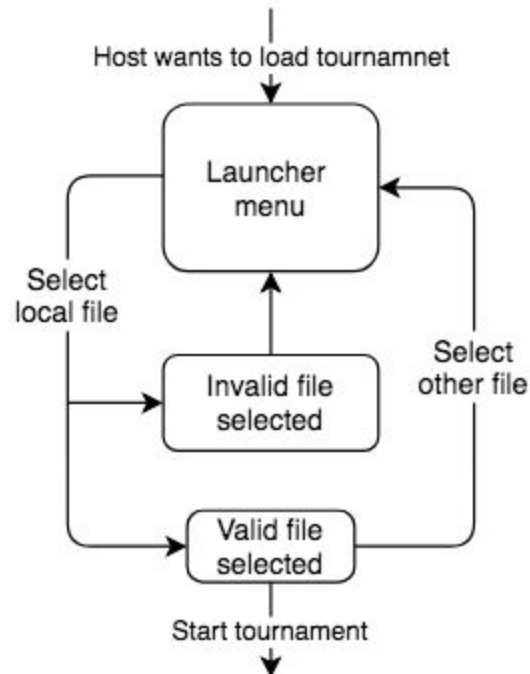 Host wants to load tournamnet
Launcher
menu
Select
local file
Invalid file
selected
Select
other file
Valid file
selected
Start tournament